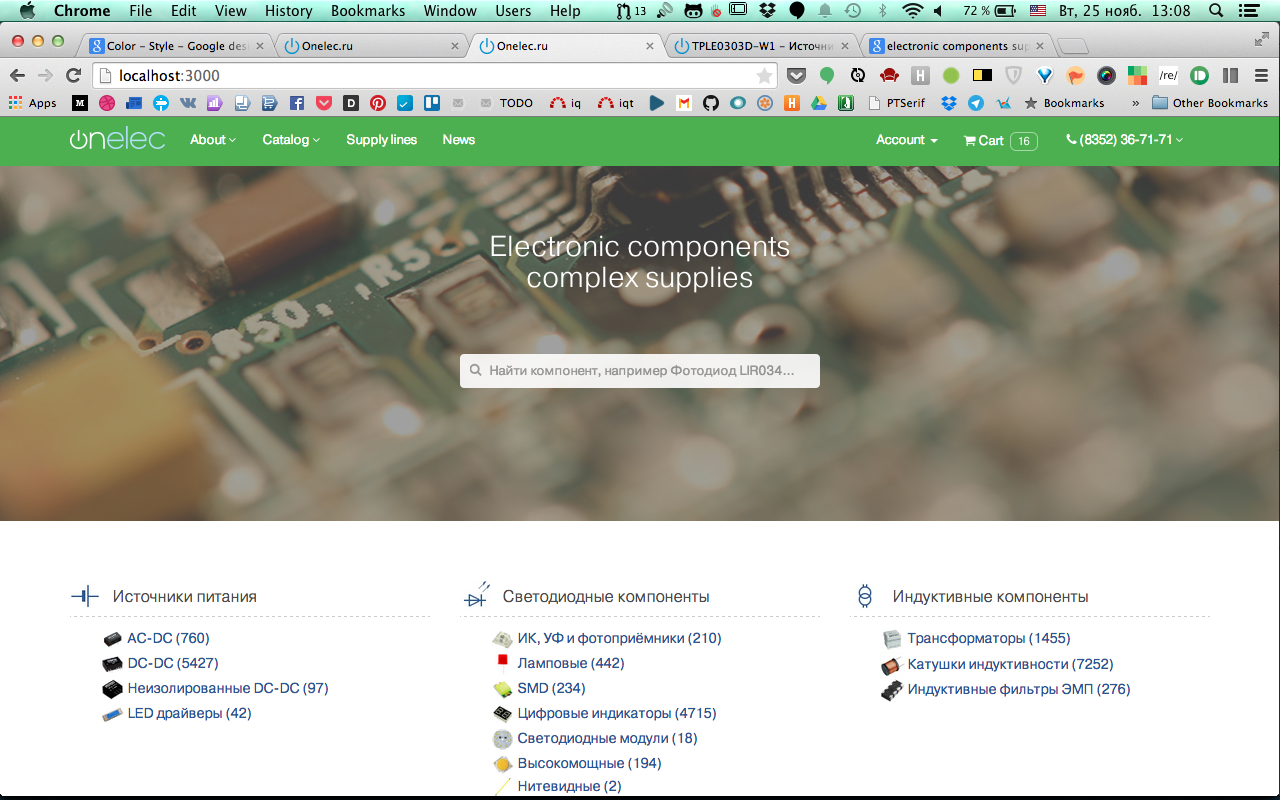 Chrome File Edit View History Bookmarks Window Users Help 13 72 % Вт, 25 нояб. 13:08
Color – Style – Google des
Onelec.ru
Onelec.ru
TPLE0303D-W1 – Источни
electronic components sup
localhost:3000
H
/re/
Apps M D TODO iq iqt M H PTSerif Bookmarks » Other Bookmarks
onelec About Catalog Supply lines News Account Cart 16 (8352) 36-71-71
.R50, ,R50,
Electronic components
complex supplies
Найти компонент, например Фотодиод LIR034...
Источники питания
AC-DC (760)
DC-DC (5427)
Неизолированные DC-DC (97)
LED драйверы (42)
Светодиодные компоненты
ИК, УФ и фотоприёмники (210)
Ламповые (442)
SMD (234)
Цифровые индикаторы (4715)
Светодиодные модули (18)
Высокомощные (194)
Нитевидные (2)
Индуктивные компоненты
Трансформаторы (1455)
Катушки индуктивности (7252)
Индуктивные фильтры ЭМП (276)